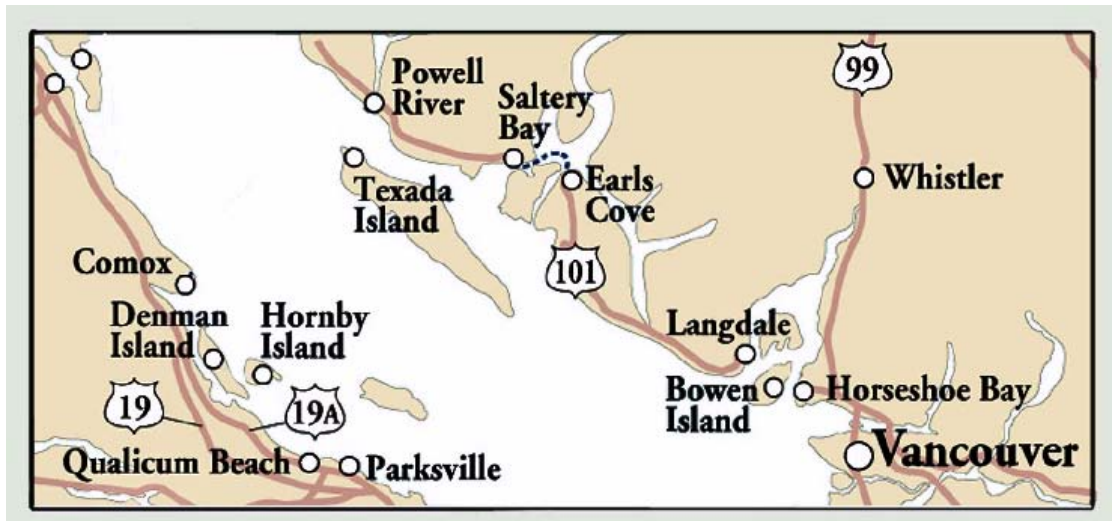 99
Powell
River
Saltery
Bay
Whistler
Earls
Cove
Texada
Island
Comox
101
Denman
Island
Hornby
Island
Langdale
19
19A
Bowen
Island
Horseshoe Bay
Qualicum Beach
Parksville
Vancouver